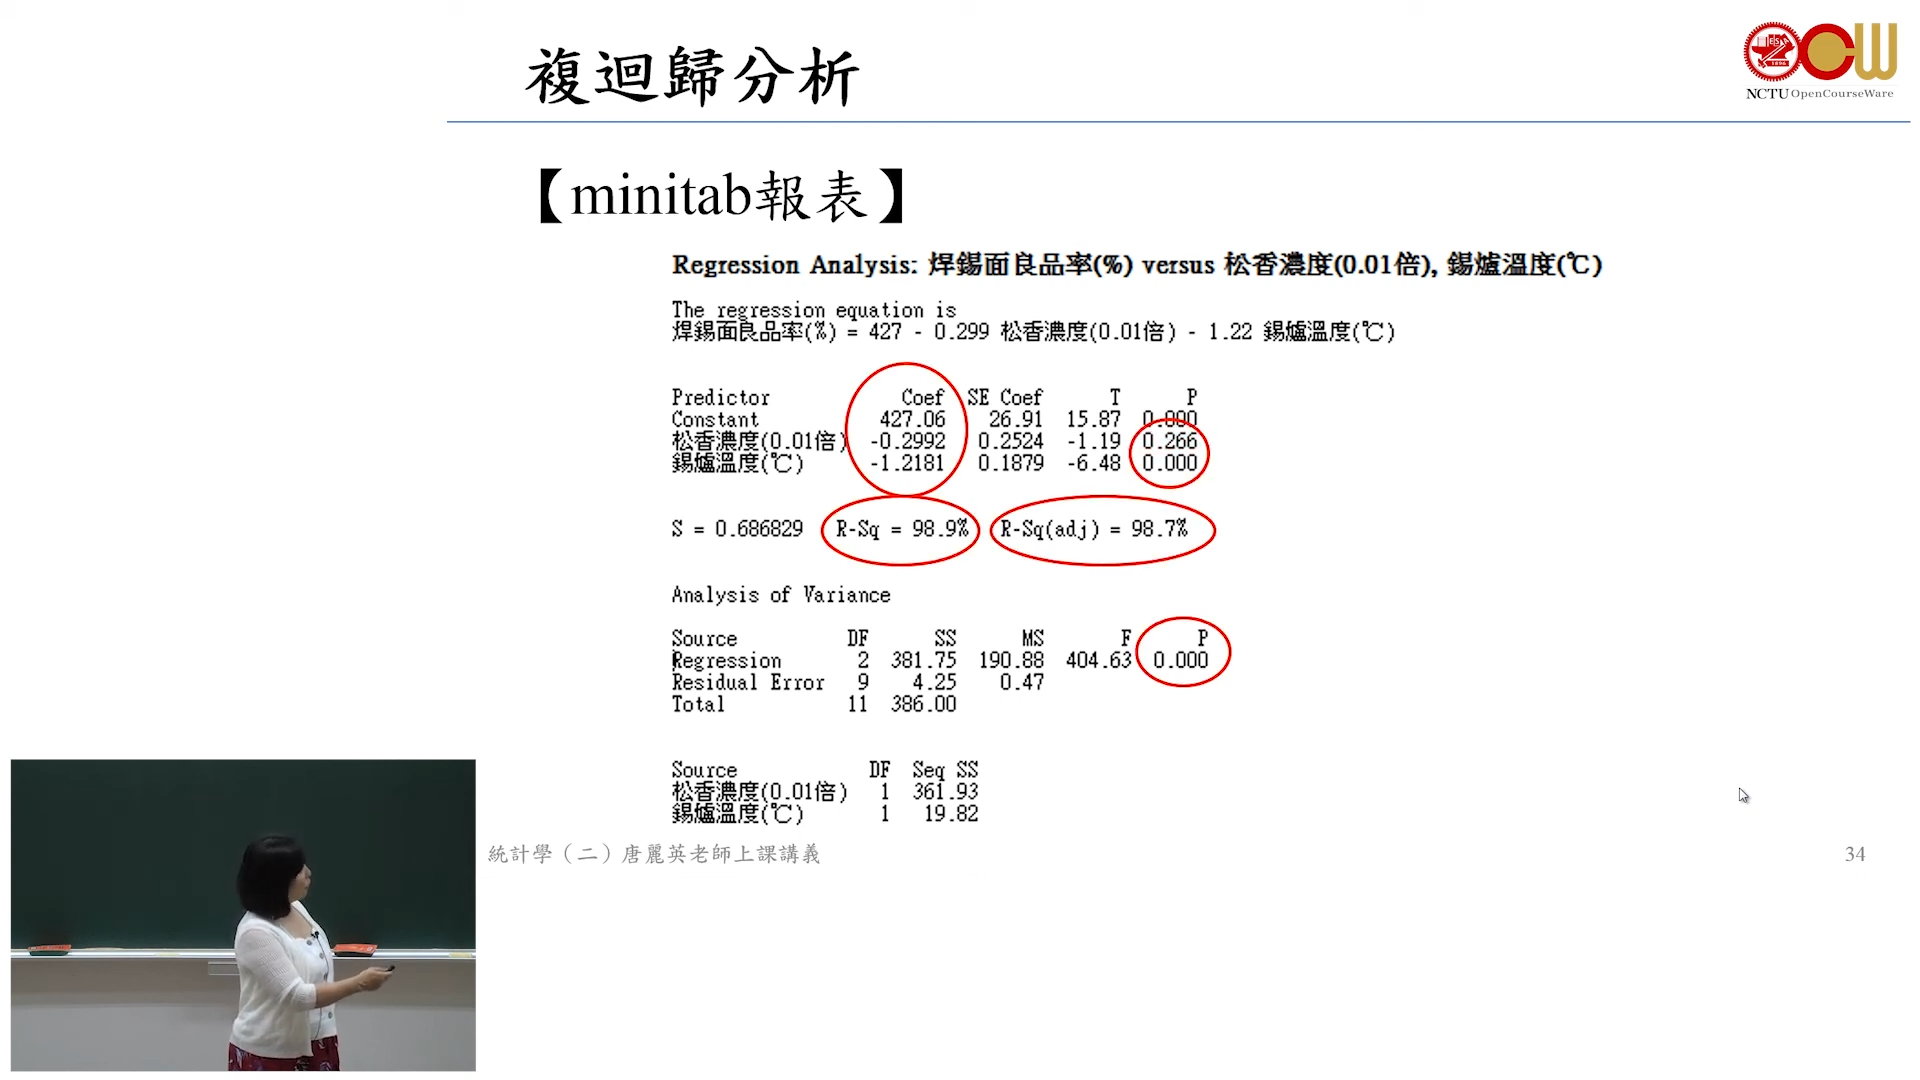 複迴歸分析
NCTU OpenCourseWare
【minitab報表】
Regression Analysis: 焊錫面良品率(%) versus 松香濃度(0.01倍), 錫爐溫度(℃)
The regression equation is
焊錫面良品率(%) = 427 - 0.299 松香濃度(0.01倍) - 1.22 錫爐溫度(℃)
Predictor Coef SE Coef T P
Constant 427.06 26.91 15.87 0.000
松香濃度(0.01倍) -0.2992 0.2524 -1.19 0.266
錫爐溫度(℃) -1.2181 0.1879 -6.48 0.000
S = 0.686829 R-Sq = 98.9% R-Sq(adj) = 98.7%
Analysis of Variance
Source DF SS MS F P
Regression 2 381.75 190.88 404.63 0.000
Residual Error 9 4.25 0.47
Total 11 386.00
Source DF Seq SS
松香濃度(0.01倍) 1 361.93
錫爐溫度(℃) 1 19.82
統計學（二）唐麗英老師上課講義
34